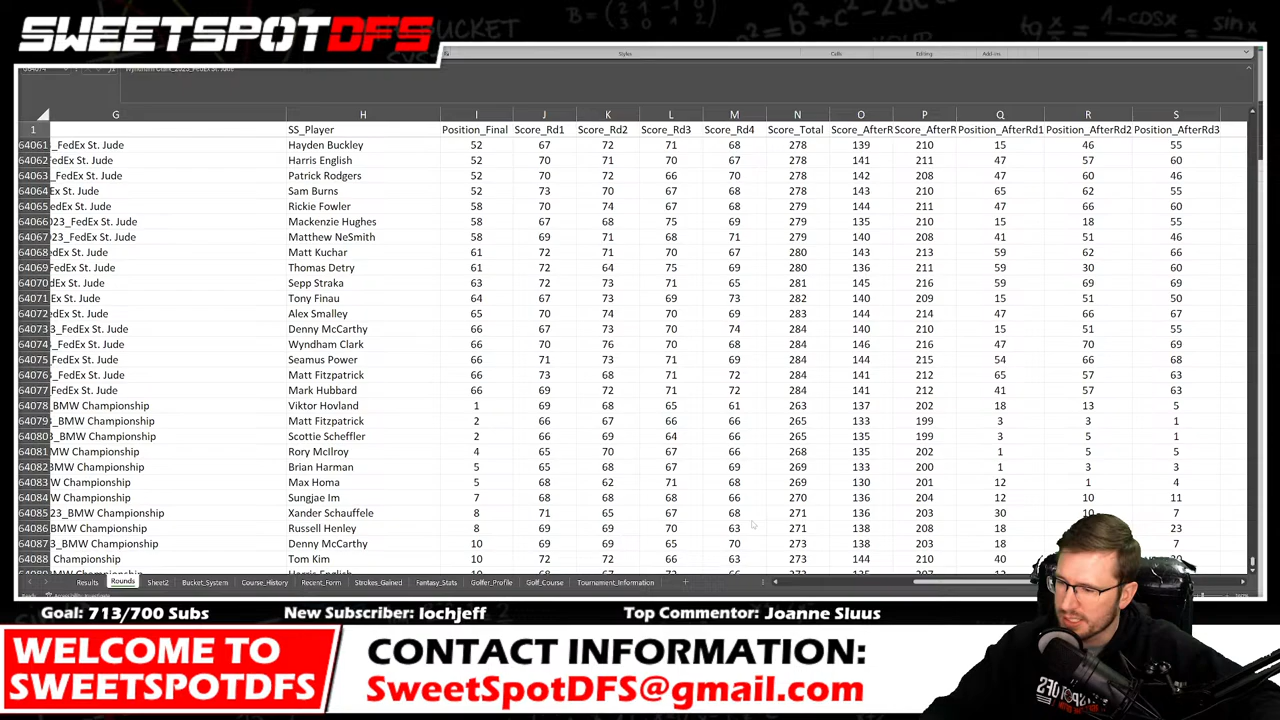 SWEETSPOTDFS
Styles Cells Editing Add-ins
G H I J K L M N O P Q R S
1 SS_Player Position_Final Score_Rd1 Score_Rd2 Score_Rd3 Score_Rd4 Score_Total Score_AfterR Score_AfterR Position_AfterRd1 Position_AfterRd2 Position_AfterRd3
64061 _FedEx St. Jude Hayden Buckley 52 67 72 71 68 278 139 210 15 46 55
64062 FedEx St. Jude Harris English 52 70 71 70 67 278 141 211 47 57 60
64063 _FedEx St. Jude Patrick Rodgers 52 70 72 66 70 278 142 208 47 60 46
64064 Ex St. Jude Sam Burns 52 73 70 67 68 278 143 210 65 62 55
64065 edEx St. Jude Rickie Fowler 58 70 74 67 68 279 144 211 47 66 60
64066 023_FedEx St. Jude Mackenzie Hughes 58 67 68 75 69 279 135 210 15 18 55
64067 23_FedEx St. Jude Matthew NeSmith 58 69 71 68 71 279 140 208 41 51 46
64068 edEx St. Jude Matt Kuchar 61 72 71 70 67 280 143 213 59 62 66
64069 FedEx St. Jude Thomas Detry 61 72 64 75 69 280 136 211 59 30 60
64070 edEx St. Jude Sepp Straka 63 72 73 71 65 281 145 216 59 69 69
64071 Ex St. Jude Tony Finau 64 67 73 69 73 282 140 209 15 51 50
64072 edEx St. Jude Alex Smalley 65 70 74 70 69 283 144 214 47 66 67
64073 3_FedEx St. Jude Denny McCarthy 66 67 73 70 74 284 140 210 15 51 55
64074 _FedEx St. Jude Wyndham Clark 66 70 76 70 68 284 146 216 47 70 69
64075 edEx St. Jude Seamus Power 66 71 73 71 69 284 144 215 54 66 68
64076 FedEx St. Jude Matt Fitzpatrick 66 73 68 71 72 284 141 212 65 57 63
64077 FedEx St. Jude Mark Hubbard 66 69 72 71 72 284 141 212 41 57 63
64078 _BMW Championship Viktor Hovland 1 69 68 65 61 263 137 202 18 13 5
64079 _BMW Championship Matt Fitzpatrick 2 66 67 66 66 265 133 199 3 3 1
64080 _BMW Championship Scottie Scheffler 2 66 69 64 66 265 135 199 3 5 1
64081 MW Championship Rory McIlroy 4 65 70 67 66 268 135 202 1 5 5
64082 BMW Championship Brian Harman 5 65 68 67 69 269 133 200 1 3 3
64083 W Championship Max Homa 5 68 62 71 68 269 130 201 12 1 4
64084 W Championship Sungjae Im 7 68 68 68 66 270 136 204 12 10 11
64085 23_BMW Championship Xander Schauffele 8 71 65 67 68 271 136 203 30 10 7
64086 BMW Championship Russell Henley 8 69 69 70 63 271 138 208 18 23
64087 3_BMW Championship Denny McCarthy 10 69 69 65 70 273 138 203 18 7
64088 Championship Tom Kim 10 72 72 66 63 273 144 210 40
Results Rounds Sheet2 Bucket_System Course_History Recent_Form Strokes_Gained Fantasy_Stats Golfer_Profile Golf_Course Tournament_Information
Goal: 713/700 Subs New Subscriber: lochjeff Top Commentor: Joanne Sluus
WELCOME TO
SWEETSPOTDFS
CONTACT INFORMATION:
SweetSpotDFS@gmail.com